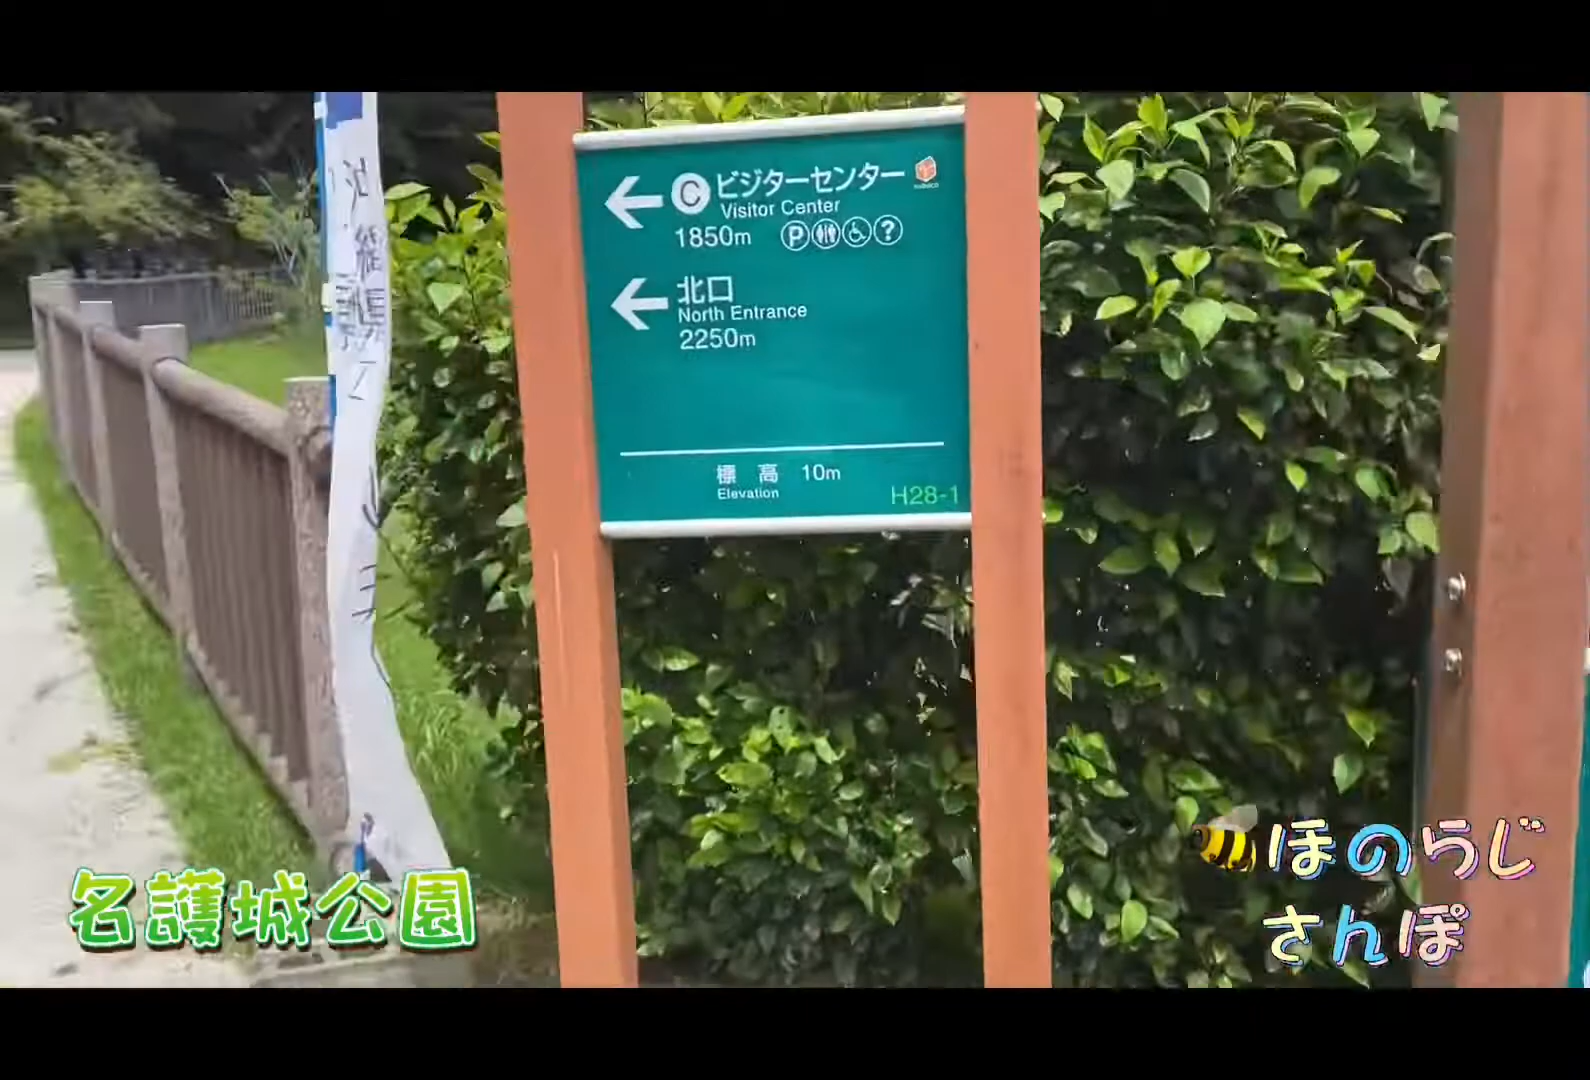 ← Ⓒ ビジターセンター
Visitor Center
1850m P ?
← 北口
North Entrance
2250m
標高 10m
Elevation
H28-1
名護城公園
ほのらじ
さんぽ